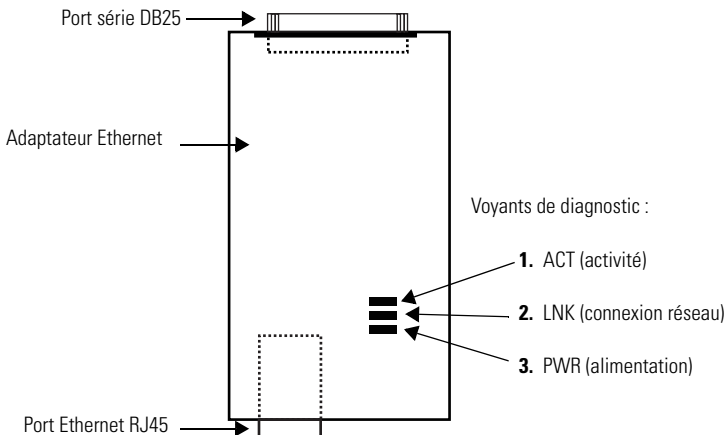 Port série DB25
Adaptateur Ethernet
Voyants de diagnostic :
1. ACT (activité)
2. LNK (connexion réseau)
3. PWR (alimentation)
Port Ethernet RJ45